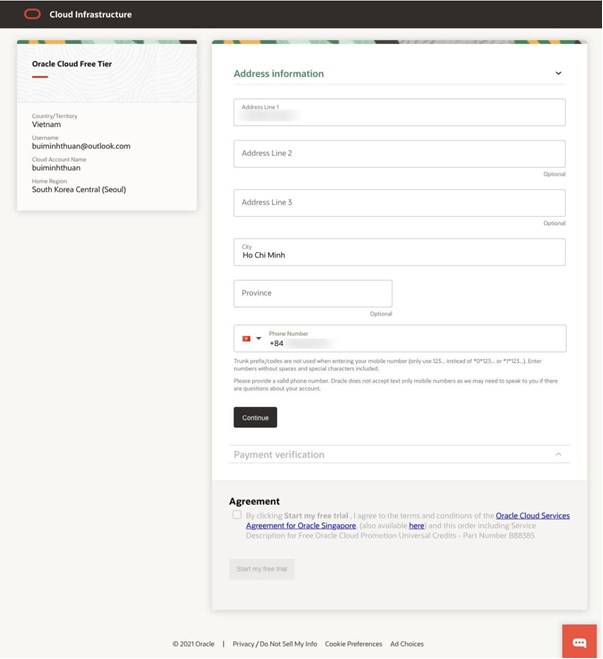 Cloud Infrastructure
Oracle Cloud Free Tier
Country/Territory
Vietnam
Username
buiminhthuan@outlook.com
Cloud Account Name
buiminhthuan
Home Region
South Korea Central (Seoul)
Address information
Address Line 1
Address Line 2
Optional
Address Line 3
Optional
City
Ho Chi Minh
Province
Optional
Phone Number
+84
Trunk prefix/codes are not used when entering your mobile number (only use 123... instead of *0*123... or *1*123...). Enter
numbers without spaces and special characters included.
Please provide a valid phone number. Oracle does not accept text only mobile numbers as we may need to speak to you if there
are questions about your account.
Continue
Payment verification
Agreement
By clicking Start my free trial , I agree to the terms and conditions of the Oracle Cloud Services
Agreement for Oracle Singapore, (also available here) and this order including Service
Description for Free Oracle Cloud Promotion Universal Credits - Part Number B88385
Start my free trial
© 2021 Oracle | Privacy / Do Not Sell My Info Cookie Preferences Ad Choices